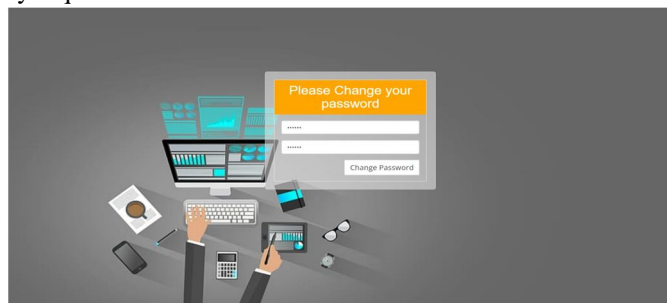 Please Change your
password
......
......
Change Password